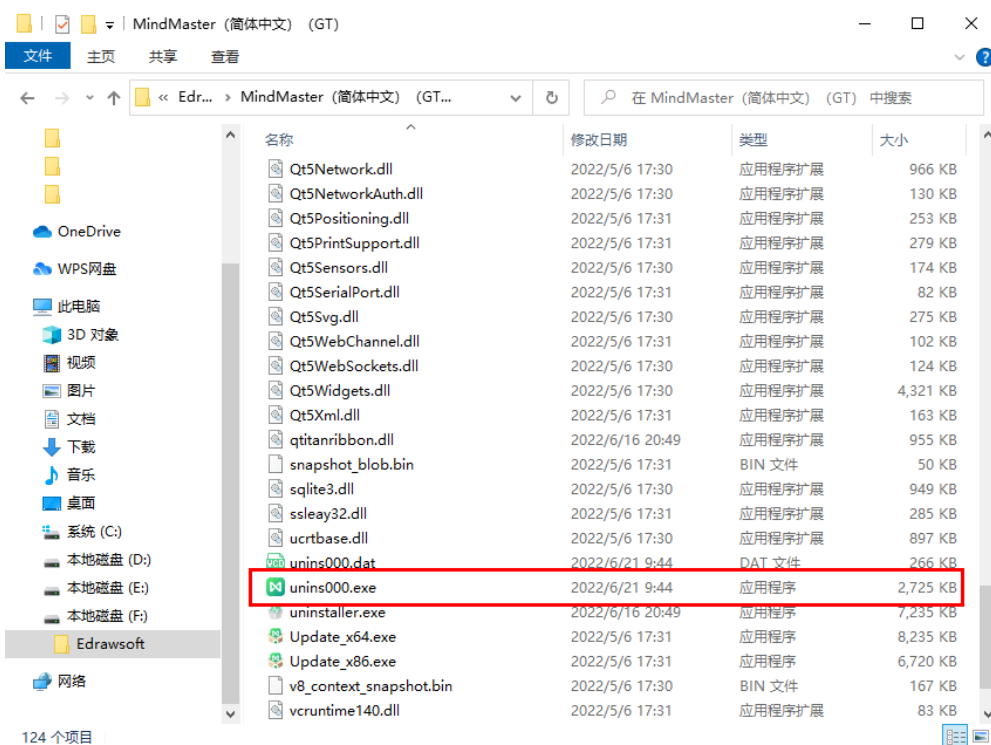 MindMaster (简体中文) (GT)
文件 主页 共享 查看
« Edr... › MindMaster (简体中文) (GT... 在 MindMaster (简体中文) (GT) 中搜索
名称 修改日期 类型 大小
OneDrive
WPS网盘
此电脑
3D 对象
视频
图片
文档
下载
音乐
桌面
系统 (C:)
本地磁盘 (D:)
本地磁盘 (E:)
本地磁盘 (F:)
Edrawsoft
网络
Qt5Network.dll 2022/5/6 17:30 应用程序扩展 966 KB
Qt5NetworkAuth.dll 2022/5/6 17:30 应用程序扩展 130 KB
Qt5Positioning.dll 2022/5/6 17:31 应用程序扩展 253 KB
Qt5PrintSupport.dll 2022/5/6 17:31 应用程序扩展 279 KB
Qt5Sensors.dll 2022/5/6 17:30 应用程序扩展 174 KB
Qt5SerialPort.dll 2022/5/6 17:31 应用程序扩展 82 KB
Qt5Svg.dll 2022/5/6 17:30 应用程序扩展 275 KB
Qt5WebChannel.dll 2022/5/6 17:31 应用程序扩展 102 KB
Qt5WebSockets.dll 2022/5/6 17:30 应用程序扩展 124 KB
Qt5Widgets.dll 2022/5/6 17:30 应用程序扩展 4,321 KB
Qt5Xml.dll 2022/5/6 17:31 应用程序扩展 163 KB
qtitanribbon.dll 2022/6/16 20:49 应用程序扩展 955 KB
snapshot_blob.bin 2022/5/6 17:31 BIN 文件 50 KB
sqlite3.dll 2022/5/6 17:30 应用程序扩展 949 KB
ssleay32.dll 2022/5/6 17:31 应用程序扩展 285 KB
ucrtbase.dll 2022/5/6 17:30 应用程序扩展 897 KB
unins000.dat 2022/6/21 9:44 DAT 文件 266 KB
unins000.exe 2022/6/21 9:44 应用程序 2,725 KB
uninstaller.exe 2022/6/16 20:49 应用程序 7,235 KB
Update_x64.exe 2022/5/6 17:31 应用程序 8,235 KB
Update_x86.exe 2022/5/6 17:31 应用程序 6,720 KB
v8_context_snapshot.bin 2022/5/6 17:30 BIN 文件 167 KB
vcruntime140.dll 2022/5/6 17:31 应用程序扩展 83 KB
124 个项目